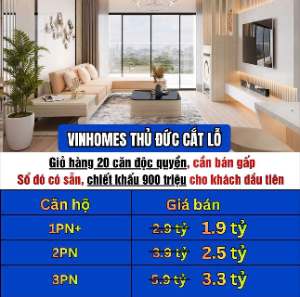 VINHOMES THỦ ĐỨC CẮT LỖ
Giỏ hàng 20 căn độc quyền, cần bán gấp
Sổ đỏ có sẵn, chiết khấu 900 triệu cho khách đầu tiên
Căn hộ Giá bán
1PN+ 2.9 tỷ 1.9 tỷ
2PN 3.9 tỷ 2.5 tỷ
3PN 5.9 tỷ 3.3 tỷ